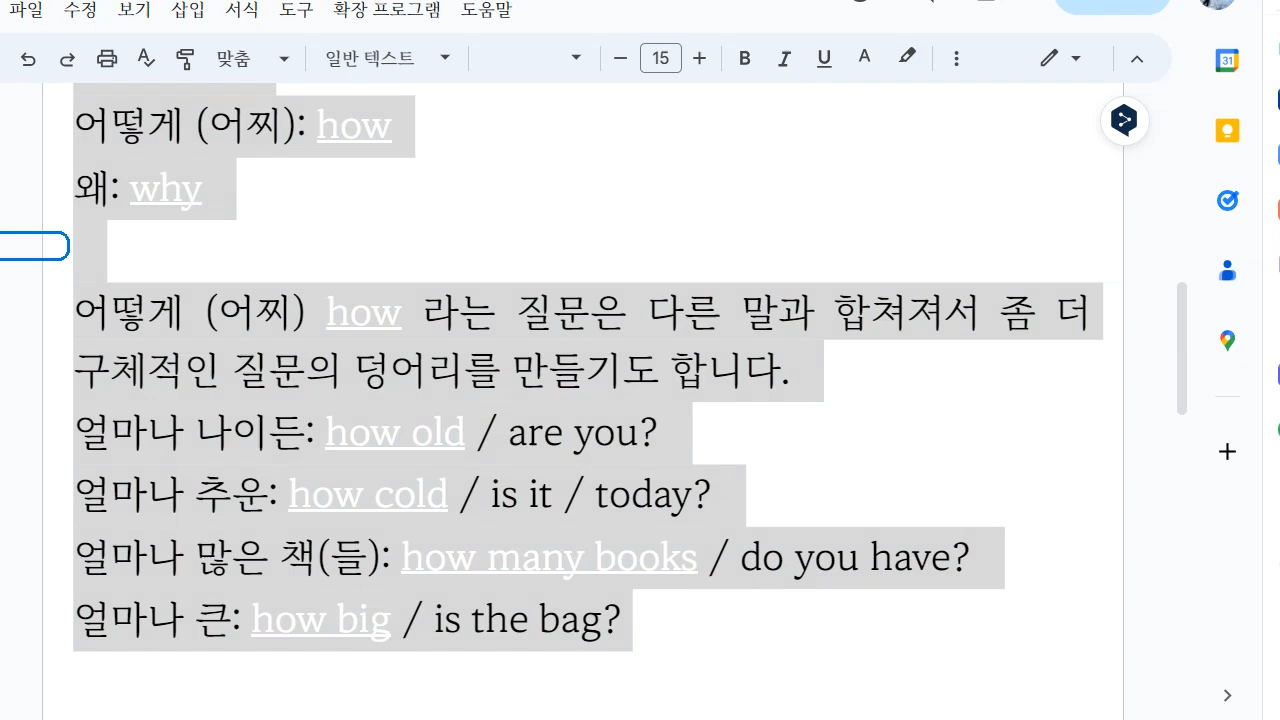 파일 수정 보기 삽입 서식 도구 확장 프로그램 도움말
맞춤 일반 텍스트 15 B I U A
31
어떻게 (어찌): how
왜: why
어떻게 (어찌) how 라는 질문은 다른 말과 합쳐져서 좀 더
구체적인 질문의 덩어리를 만들기도 합니다.
얼마나 나이든: how old / are you?
얼마나 추운: how cold / is it / today?
얼마나 많은 책(들): how many books / do you have?
얼마나 큰: how big / is the bag?